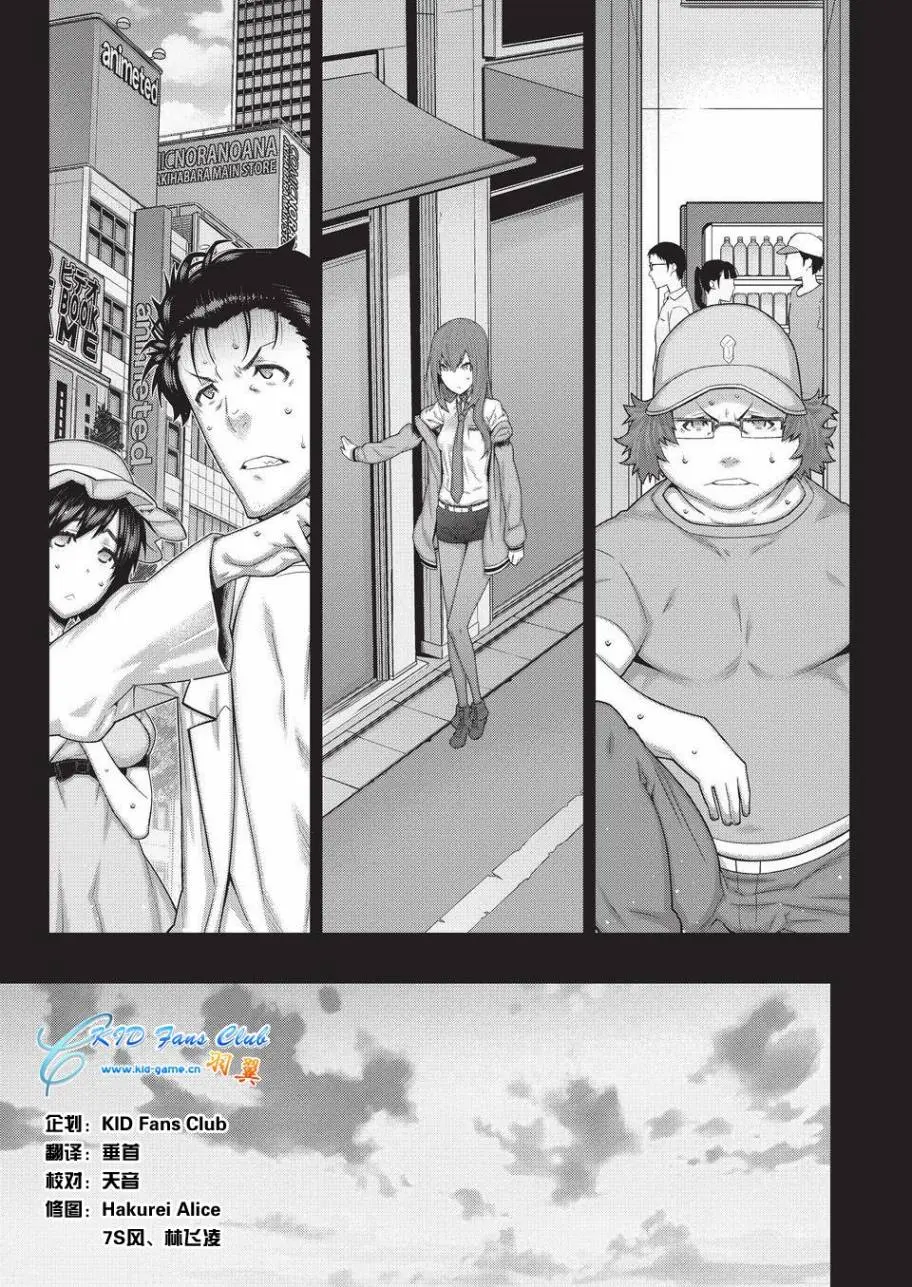 animeted
MICNORANOANA
AKIHABARA MAIN STORE
ビデオ
BOOK
ME
animeted
KID Fans Club
www.kid-game.cn 羽翼
企划：KID Fans Club
翻译：垂首
校对：天音
修图：Hakurei Alice
7S风、林飞凌